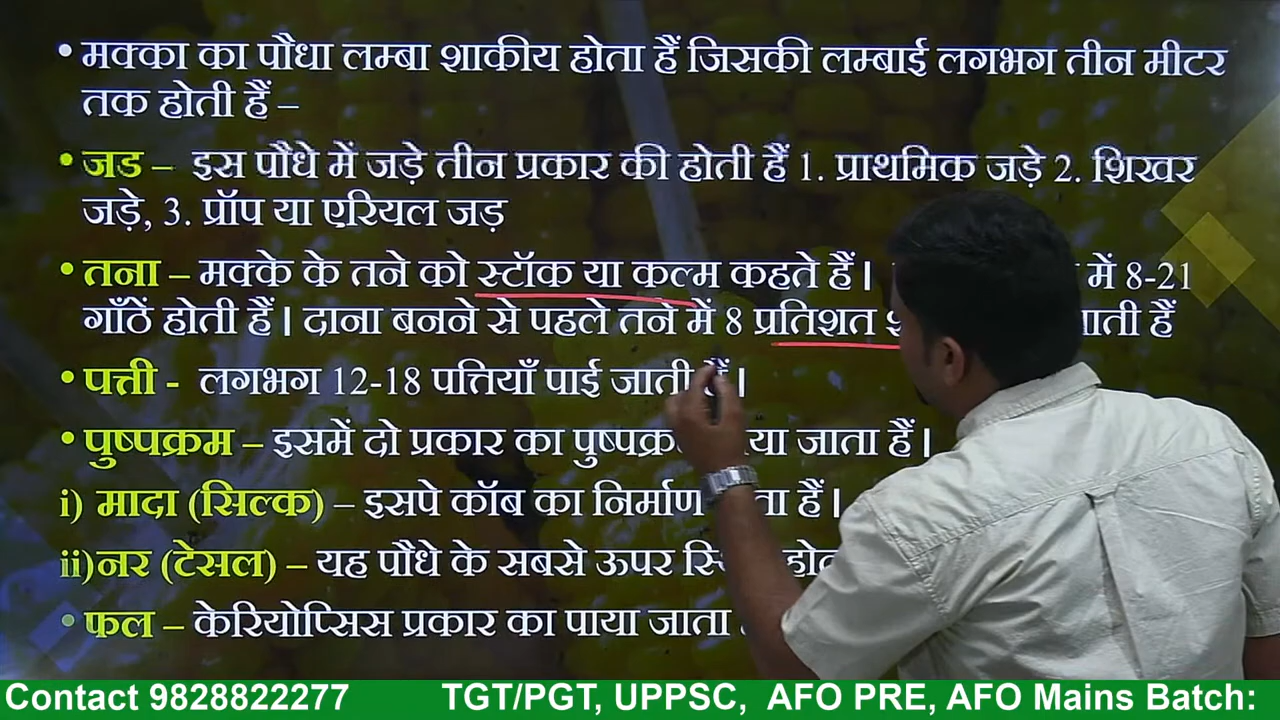 • मक्का का पौधा लम्बा शाकीय होता हैं जिसकी लम्बाई लगभग तीन मीटर
तक होती हैं –
• जड – इस पौधे में जड़े तीन प्रकार की होती हैं 1. प्राथमिक जड़े 2. शिखर
जड़े, 3. प्रॉप या एरियल जड़
• तना – मक्के के तने को स्टॉक या कल्म कहते हैं। में 8-21
गाँठें होती हैं। दाना बनने से पहले तने में 8 प्रतिशत
• पत्ती - लगभग 12-18 पत्तियाँ पाई जाती हैं।
• पुष्पक्रम – इसमें दो प्रकार का जाता हैं।
i) मादा (सिल्क) – इसपे कॉब का निर्माण हैं।
ii)नर (टेसल) – यह पौधे के सबसे ऊपर
• फल – केरियोप्सिस प्रकार का पाया जाता
Contact 9828822277 TGT/PGT, UPPSC, AFO PRE, AFO Mains Batch: